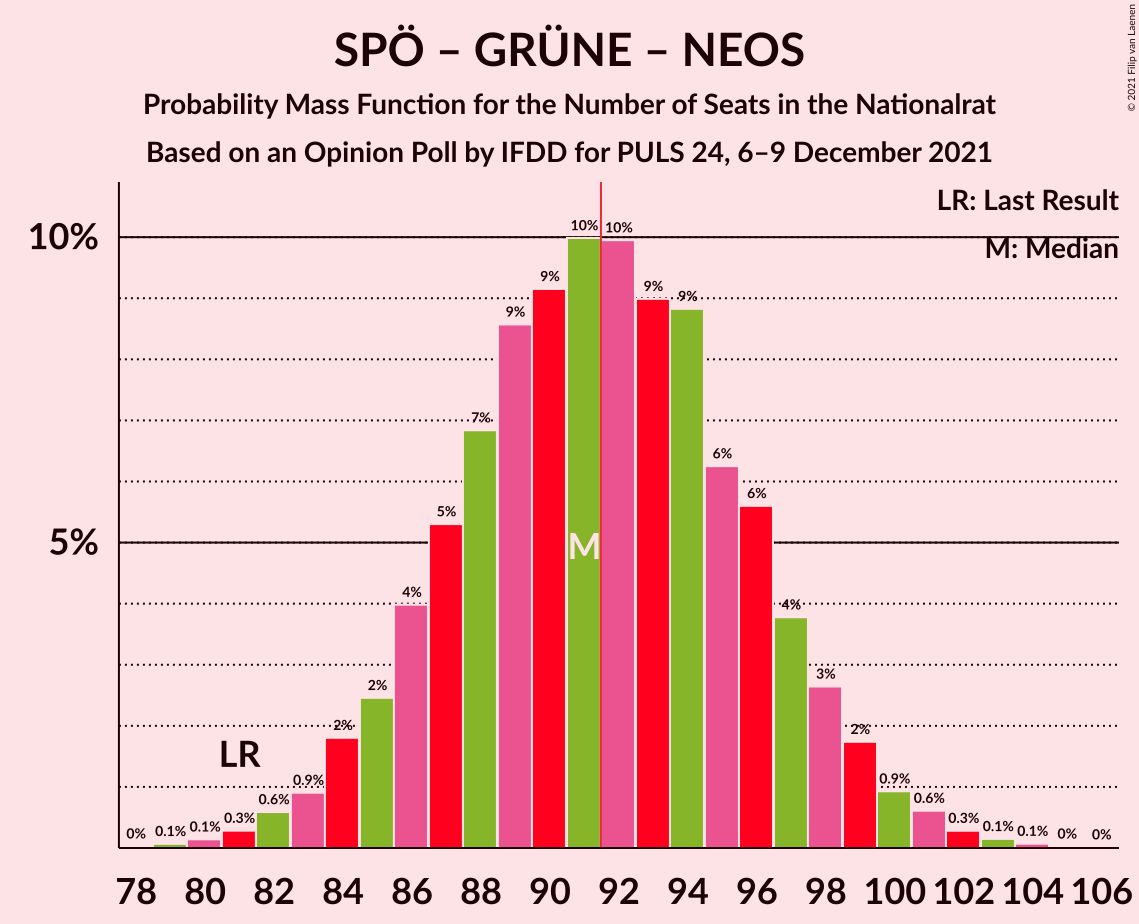 SPÖ – GRÜNE – NEOS
Probability Mass Function for the Number of Seats in the Nationalrat
Based on an Opinion Poll by IFDD for PULS 24, 6–9 December 2021
© 2021 Filip van Laenen
LR: Last Result
M: Median
10%
5%
0% 0.1% 0.1% 0.3% 0.6% 0.9% 2% 2% 4% 5% 7% 9% 9% 10% 10% 9% 9% 6% 6% 4% 3% 2% 0.9% 0.6% 0.3% 0.1% 0.1% 0% 0%
LR
M
78 80 82 84 86 88 90 92 94 96 98 100 102 104 106